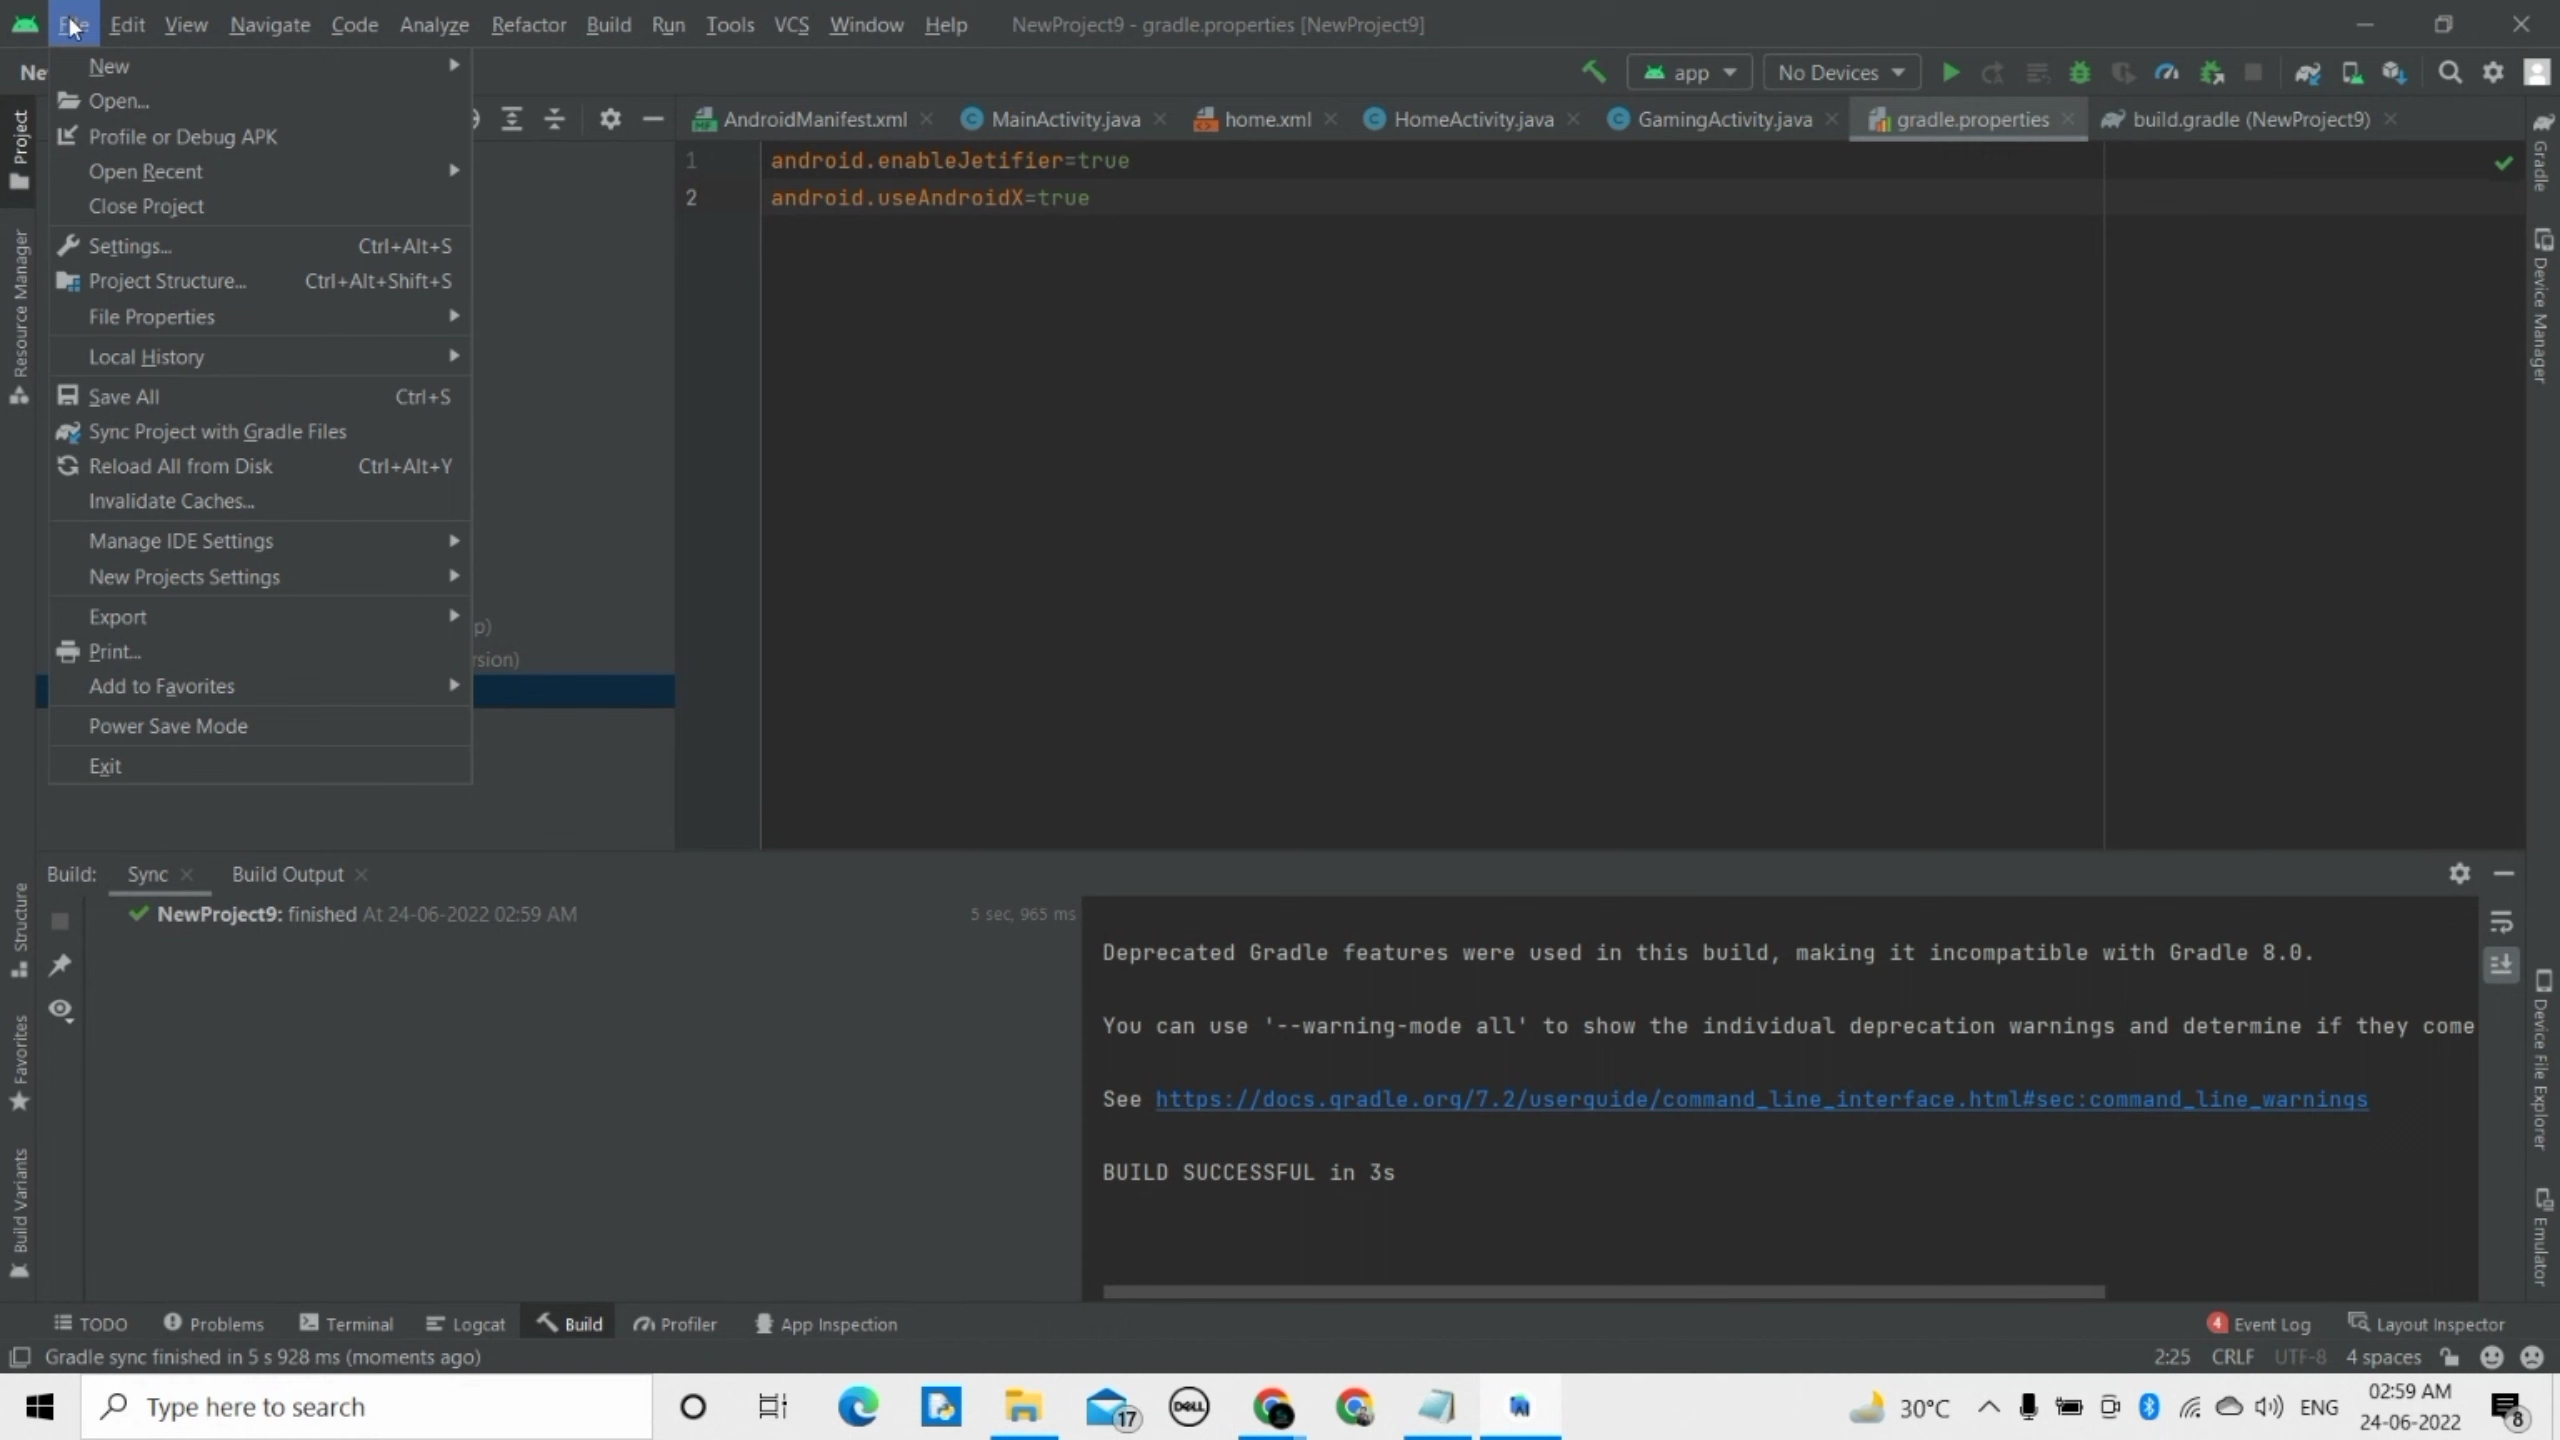 File Edit View Navigate Code Analyze Refactor Build Run Tools VCS Window Help NewProject9 - gradle.properties [NewProject9]
Ne app No Devices
New
Open...
Profile or Debug APK
Open Recent
Close Project
Settings... Ctrl+Alt+S
Project Structure... Ctrl+Alt+Shift+S
File Properties
Local History
Save All Ctrl+S
Sync Project with Gradle Files
Reload All from Disk Ctrl+Alt+Y
Invalidate Caches...
Manage IDE Settings
New Projects Settings
Export
Print...
Add to Favorites
Power Save Mode
Exit
p)
rsion)
AndroidManifest.xml MainActivity.java home.xml HomeActivity.java GamingActivity.java gradle.properties build.gradle (NewProject9)
1 android.enableJetifier=true
2 android.useAndroidX=true
Project
Resource Manager
Structure
Favorites
Build Variants
Gradle
Device Manager
Device File Explorer
Emulator
Build: Sync Build Output
NewProject9: finished At 24-06-2022 02:59 AM 5 sec, 965 ms
Deprecated Gradle features were used in this build, making it incompatible with Gradle 8.0.
You can use '--warning-mode all' to show the individual deprecation warnings and determine if they come
See https://docs.gradle.org/7.2/userguide/command_line_interface.html#sec:command_line_warnings
BUILD SUCCESSFUL in 3s
TODO Problems Terminal Logcat Build Profiler App Inspection 4 Event Log Layout Inspector
Gradle sync finished in 5 s 928 ms (moments ago) 2:25 CRLF UTF-8 4 spaces
Type here to search 17 DELL 30°C ENG 02:59 AM
24-06-2022 8